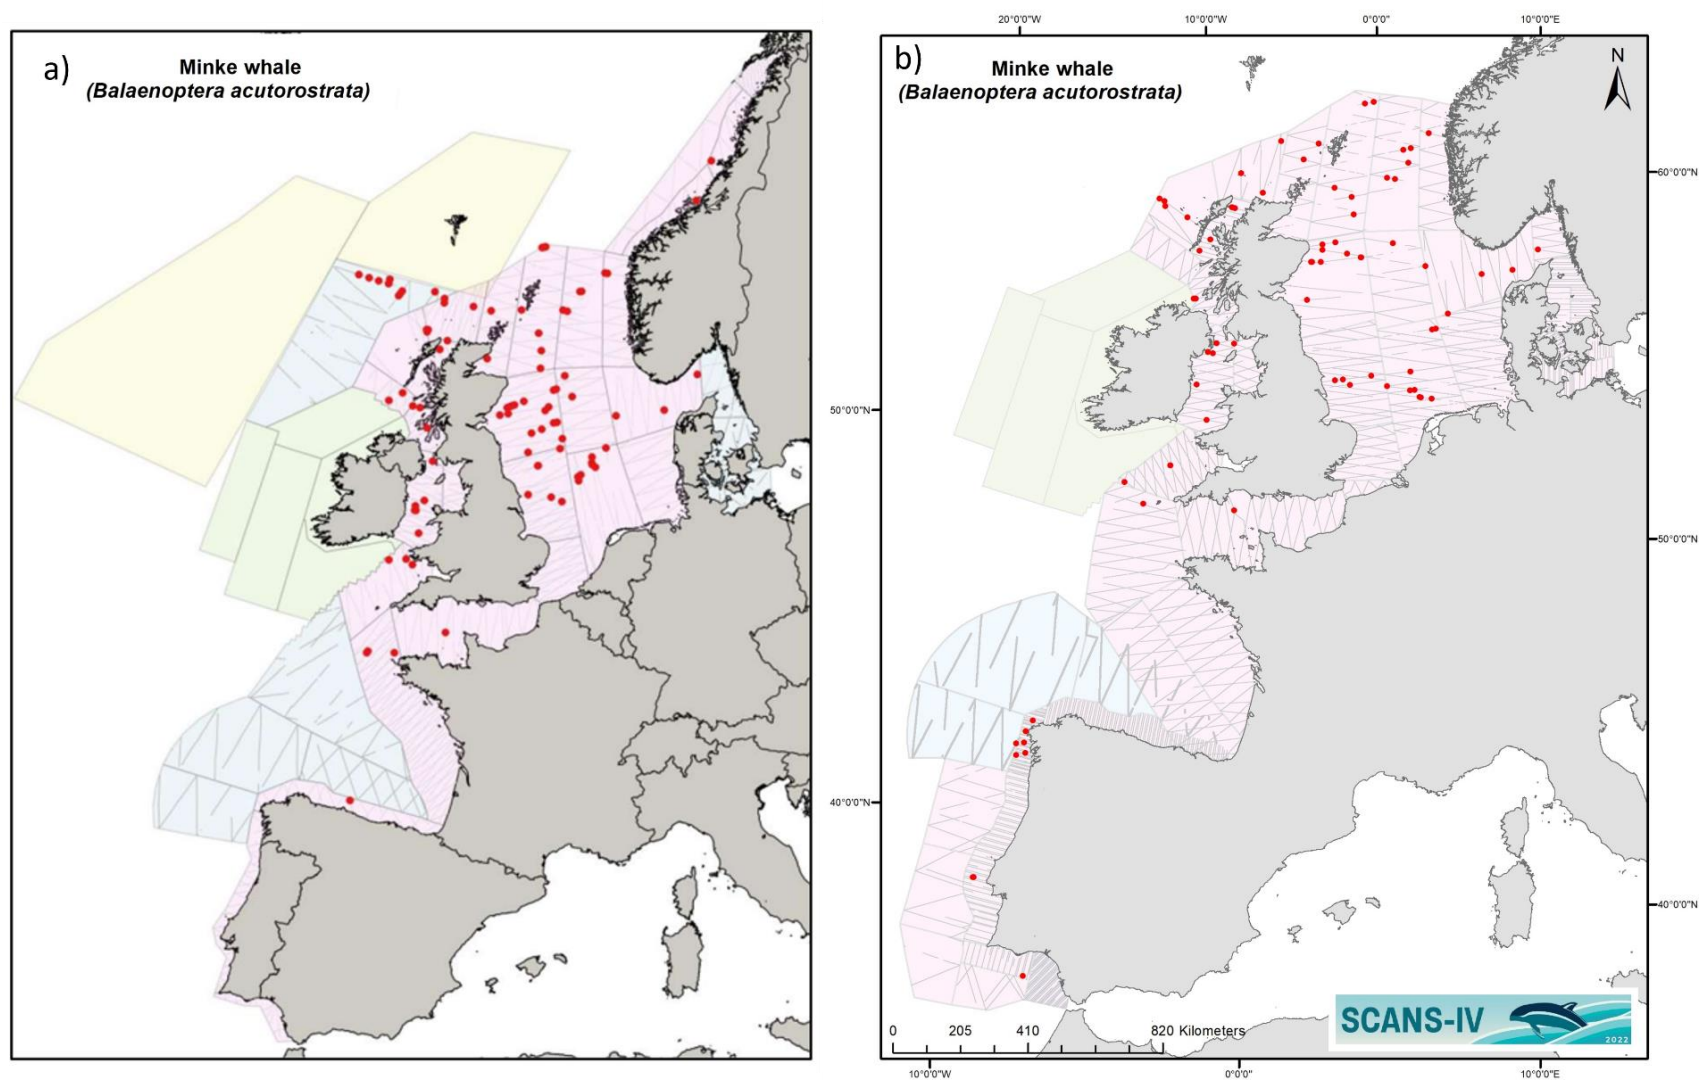 a)
Minke whale
(Balaenoptera acutorostrata)
50°0'0"N
40°0'0"N
20°0'0"W 10°0'0"W 0°0'0" 10°0'0"E
b)
Minke whale
(Balaenoptera acutorostrata)
N
60°0'0"N
50°0'0"N
40°0'0"N
0 205 410 820 Kilometers
SCANS-IV
2022
10°0'0"W 0°0'0" 10°0'0"E